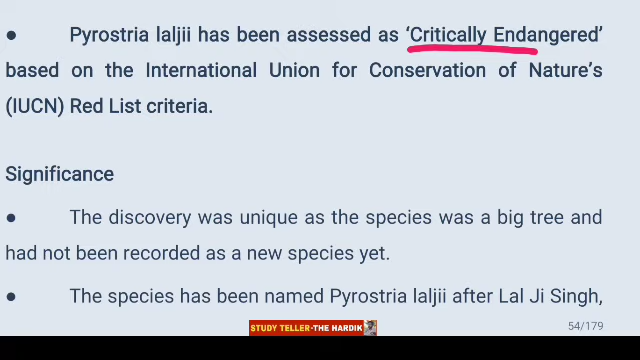 ● Pyrostria laljii has been assessed as ‘Critically Endangered’
based on the International Union for Conservation of Nature’s
(IUCN) Red List criteria.
Significance
● The discovery was unique as the species was a big tree and
had not been recorded as a new species yet.
● The species has been named Pyrostria laljii after Lal Ji Singh,
STUDY TELLER-THE HARDIK
54/179